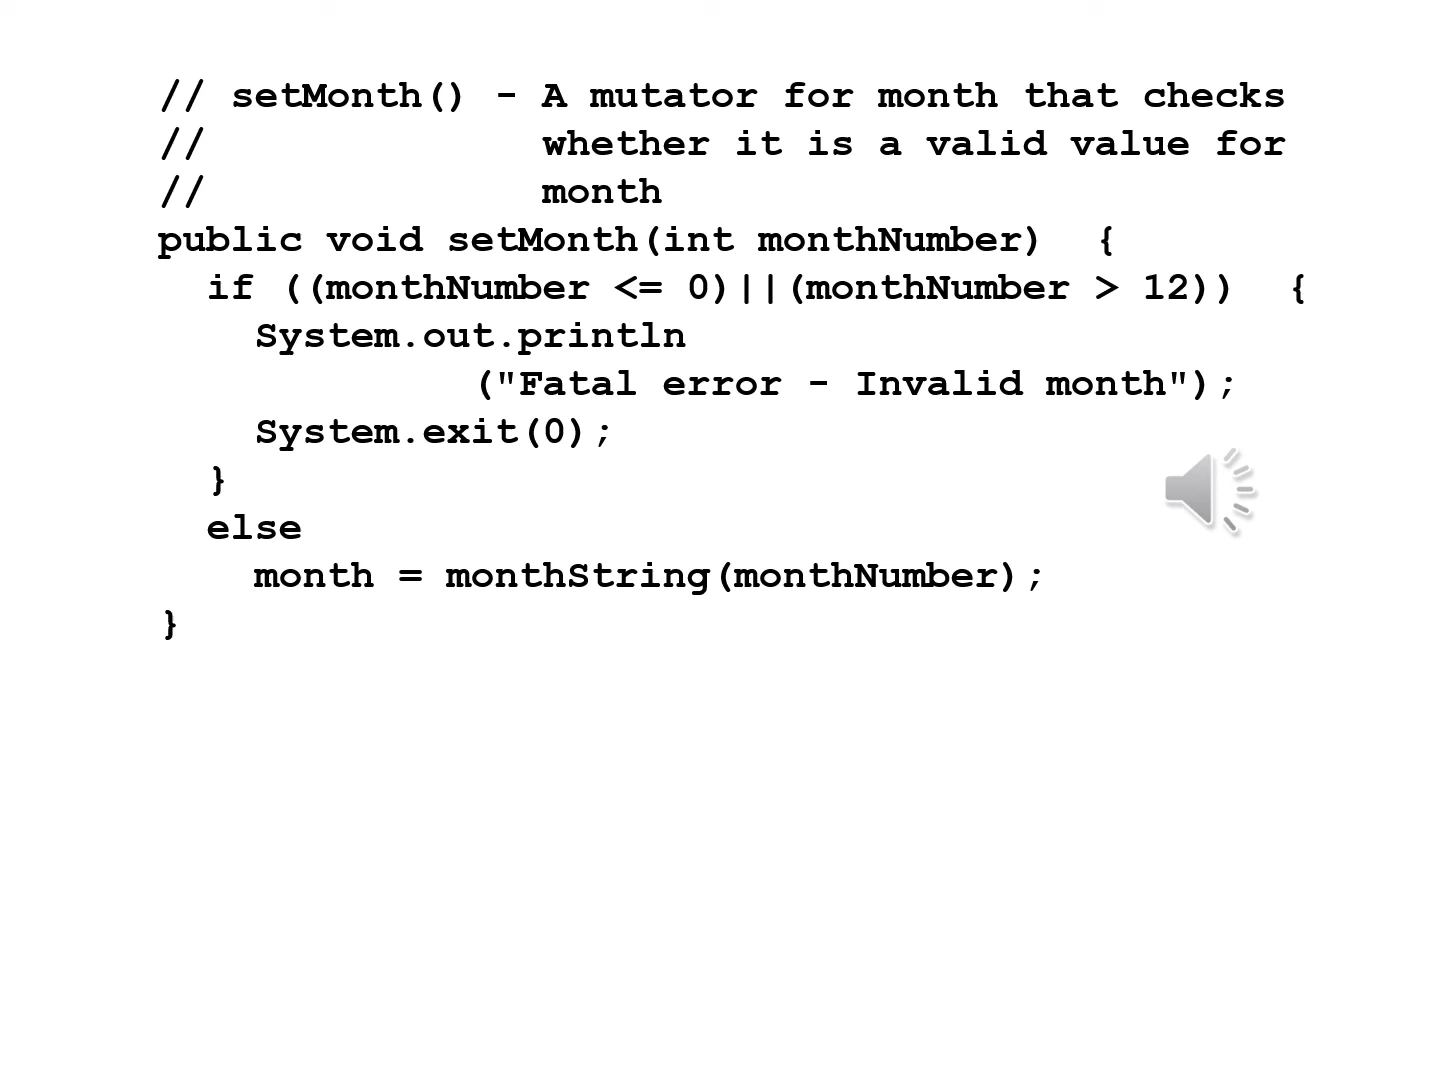 // setMonth() - A mutator for month that checks
//              whether it is a valid value for
//              month
public void setMonth(int monthNumber)  {
  if ((monthNumber <= 0)||(monthNumber > 12))  {
    System.out.println
             ("Fatal error - Invalid month");
    System.exit(0);
  }
  else
    month = monthString(monthNumber);
}